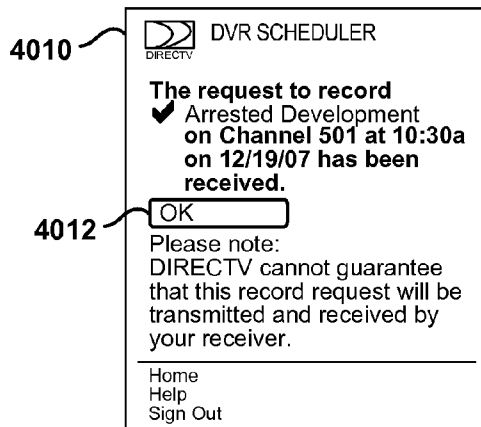 4010
DIRECTV
DVR SCHEDULER
The request to record
Arrested Development
on Channel 501 at 10:30a
on 12/19/07 has been
received.
4012
OK
Please note:
DIRECTV cannot guarantee
that this record request will be
transmitted and received by
your receiver.
Home
Help
Sign Out